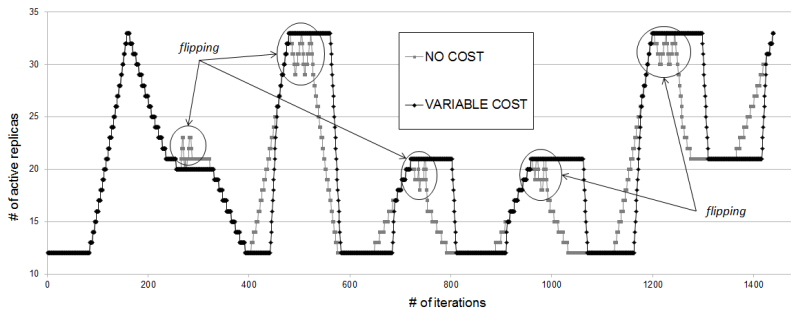 # of active replicas
35
30
25
20
15
10
flipping
NO COST
VARIABLE COST
flipping
0
200
400
600
800
1000
1200
1400
# of iterations